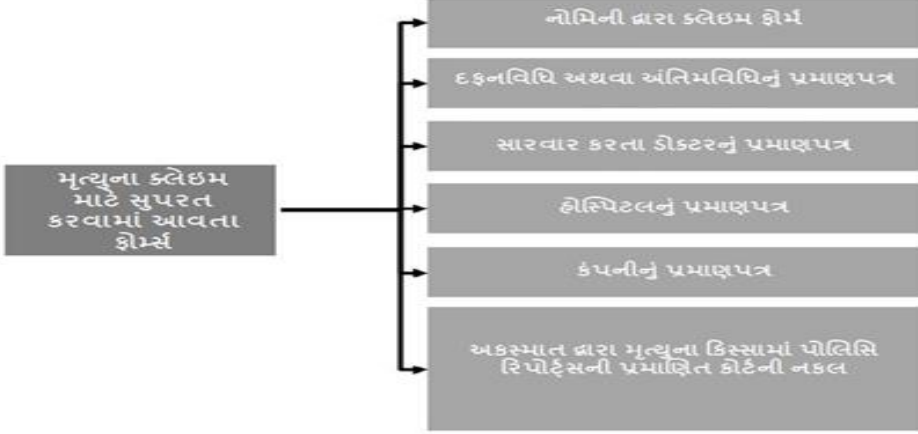 નોમિની દ્વારા ક્લેઇમ ફોર્મ
દફનવિધિ અથવા અંતિમવિધિનું પ્રમાણપત્ર
સારવાર કરતા ડોક્ટરનું પ્રમાણપત્ર
મૃત્યુના ક્લેઇમ
માટે સુપરત
કરવામાં આવતા
ફોર્મ્સ
હોસ્પિટલનું પ્રમાણપત્ર
કંપનીનું પ્રમાણપત્ર
અકસ્માત દ્વારા મૃત્યુના કિસ્સામાં પોલિસિ
રિપોર્ટ્સની પ્રમાણિત કોર્ટની નકલ